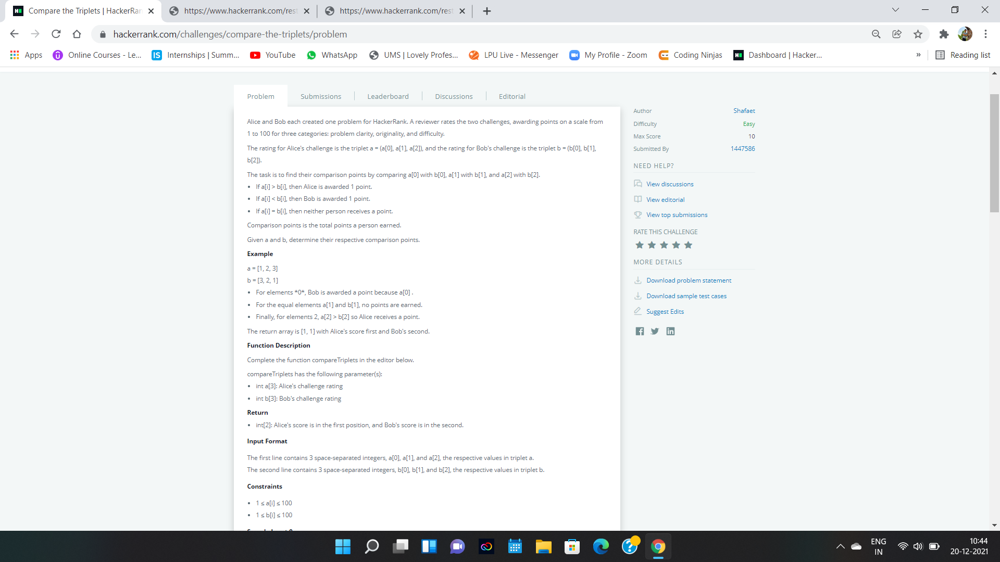 Compare the Triplets | HackerRan
https://www.hackerrank.com/rest
https://www.hackerrank.com/rest
hackerrank.com/challenges/compare-the-triplets/problem
Apps
Online Courses - Le...
Internships | Summ...
YouTube
WhatsApp
UMS | Lovely Profes...
LPU Live - Messenger
My Profile - Zoom
Coding Ninjas
Dashboard | Hacker...
»
Reading list
Problem
Submissions
Leaderboard
Discussions
Editorial
Alice and Bob each created one problem for HackerRank. A reviewer rates the two challenges, awarding points on a scale from
1 to 100 for three categories: problem clarity, originality, and difficulty.
The rating for Alice's challenge is the triplet a = (a[0], a[1], a[2]), and the rating for Bob's challenge is the triplet b = (b[0], b[1],
b[2]).
The task is to find their comparison points by comparing a[0] with b[0], a[1] with b[1], and a[2] with b[2].
• If a[i] > b[i], then Alice is awarded 1 point.
• If a[i] < b[i], then Bob is awarded 1 point.
• If a[i] = b[i], then neither person receives a point.
Comparison points is the total points a person earned.
Given a and b, determine their respective comparison points.
Example
a = [1, 2, 3]
b = [3, 2, 1]
• For elements *0*, Bob is awarded a point because a[0] .
• For the equal elements a[1] and b[1], no points are earned.
• Finally, for elements 2, a[2] > b[2] so Alice receives a point.
The return array is [1, 1] with Alice's score first and Bob's second.
Function Description
Complete the function compareTriplets in the editor below.
compareTriplets has the following parameter(s):
• int a[3]: Alice's challenge rating
• int b[3]: Bob's challenge rating
Return
• int[2]: Alice's score is in the first position, and Bob's score is in the second.
Input Format
The first line contains 3 space-separated integers, a[0], a[1], and a[2], the respective values in triplet a.
The second line contains 3 space-separated integers, b[0], b[1], and b[2], the respective values in triplet b.
Constraints
• 1 ≤ a[i] ≤ 100
• 1 ≤ b[i] ≤ 100
Author Shafaet
Difficulty Easy
Max Score 10
Submitted By 1447586
NEED HELP?
View discussions
View editorial
View top submissions
RATE THIS CHALLENGE
MORE DETAILS
Download problem statement
Download sample test cases
Suggest Edits
ENG
IN
10:44
20-12-2021